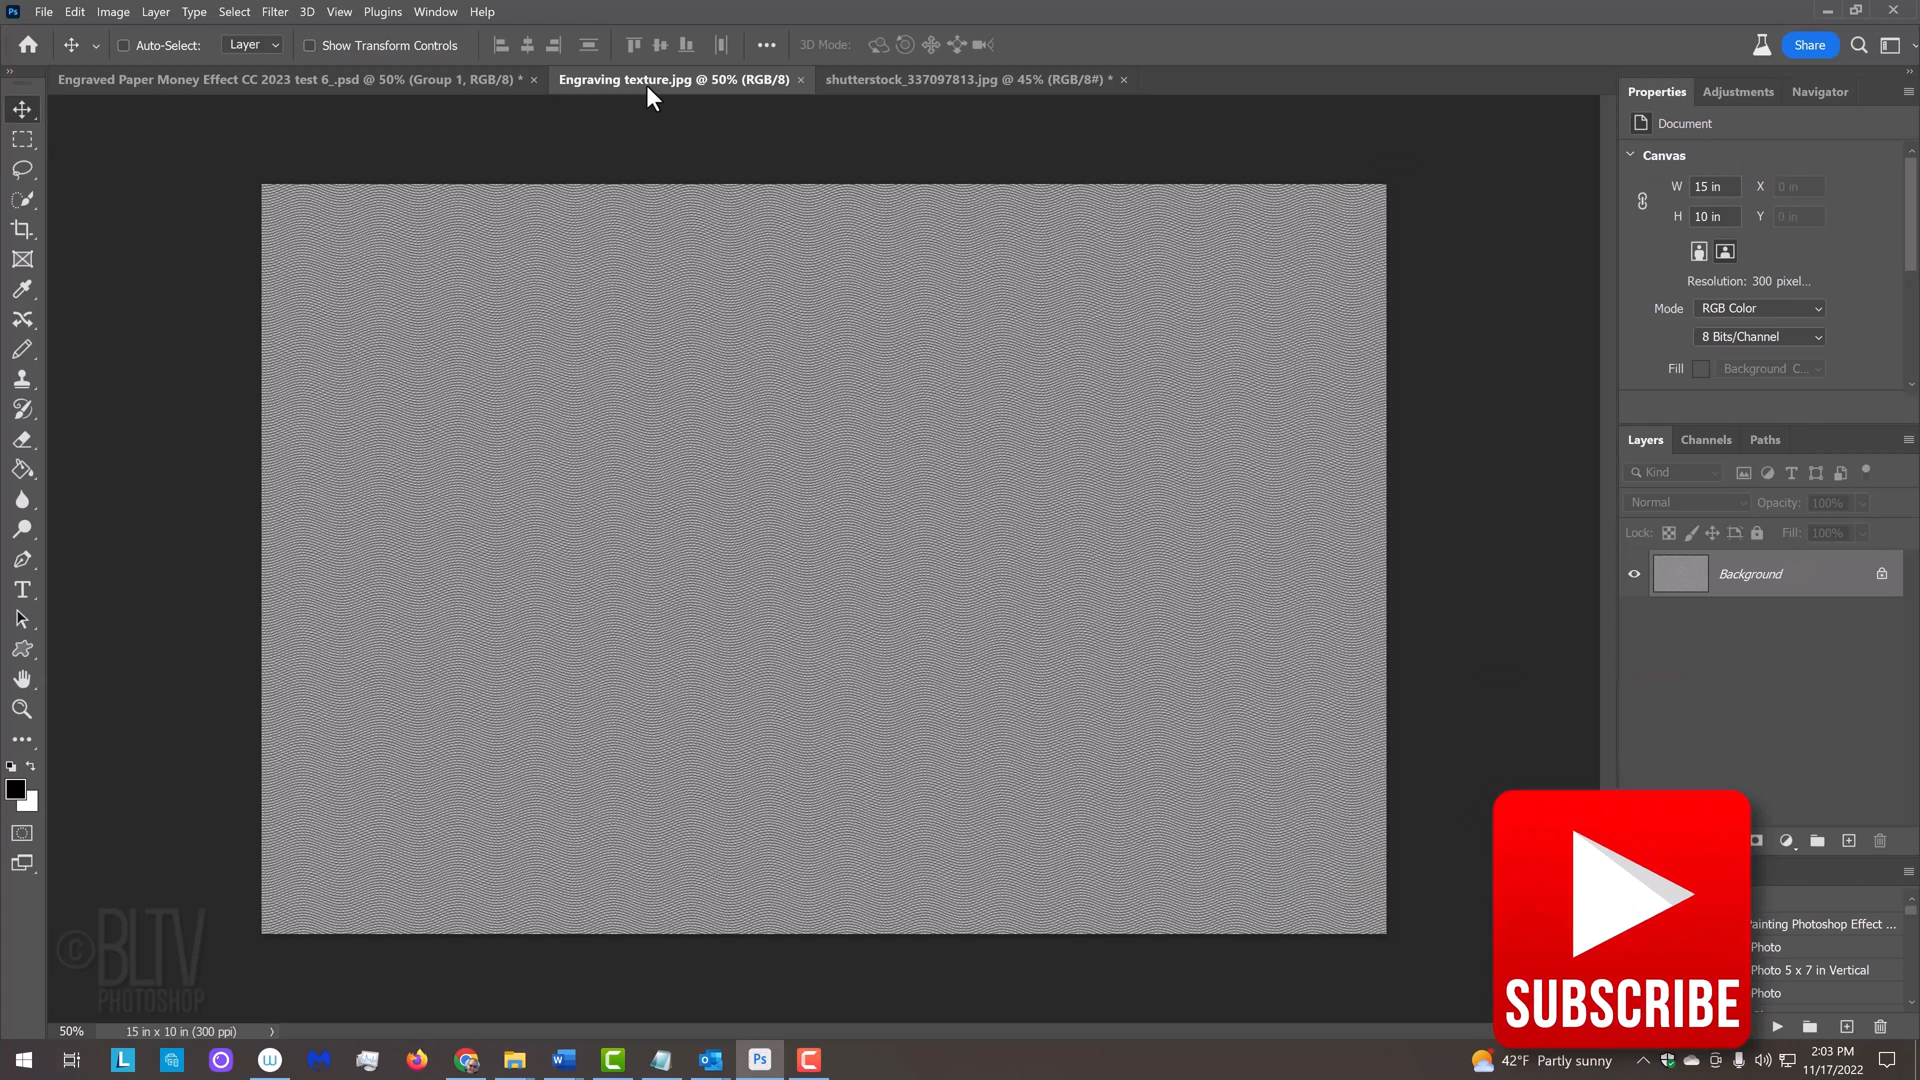 Ps File Edit Image Layer Type Select Filter 3D View Plugins Window Help
Auto-Select: Layer Show Transform Controls 3D Mode: Share
Engraved Paper Money Effect CC 2023 test 6_.psd @ 50% (Group 1, RGB/8) * × Engraving texture.jpg @ 50% (RGB/8) × shutterstock_337097813.jpg @ 45% (RGB/8#) * ×
Properties Adjustments Navigator
Document
Canvas
W 15 in X 0 in
H 10 in Y 0 in
Resolution: 300 pixel...
Mode RGB Color
8 Bits/Channel
Fill Background C...
Layers Channels Paths
Kind
Normal Opacity: 100%
Lock: Fill: 100%
Background
ainting Photoshop Effect ...
Photo
Photo 5 x 7 in Vertical
Photo
SUBSCRIBE
© BLTV
PHOTOSHOP
50% 15 in x 10 in (300 ppi)
42°F Partly sunny
2:03 PM
11/17/2022